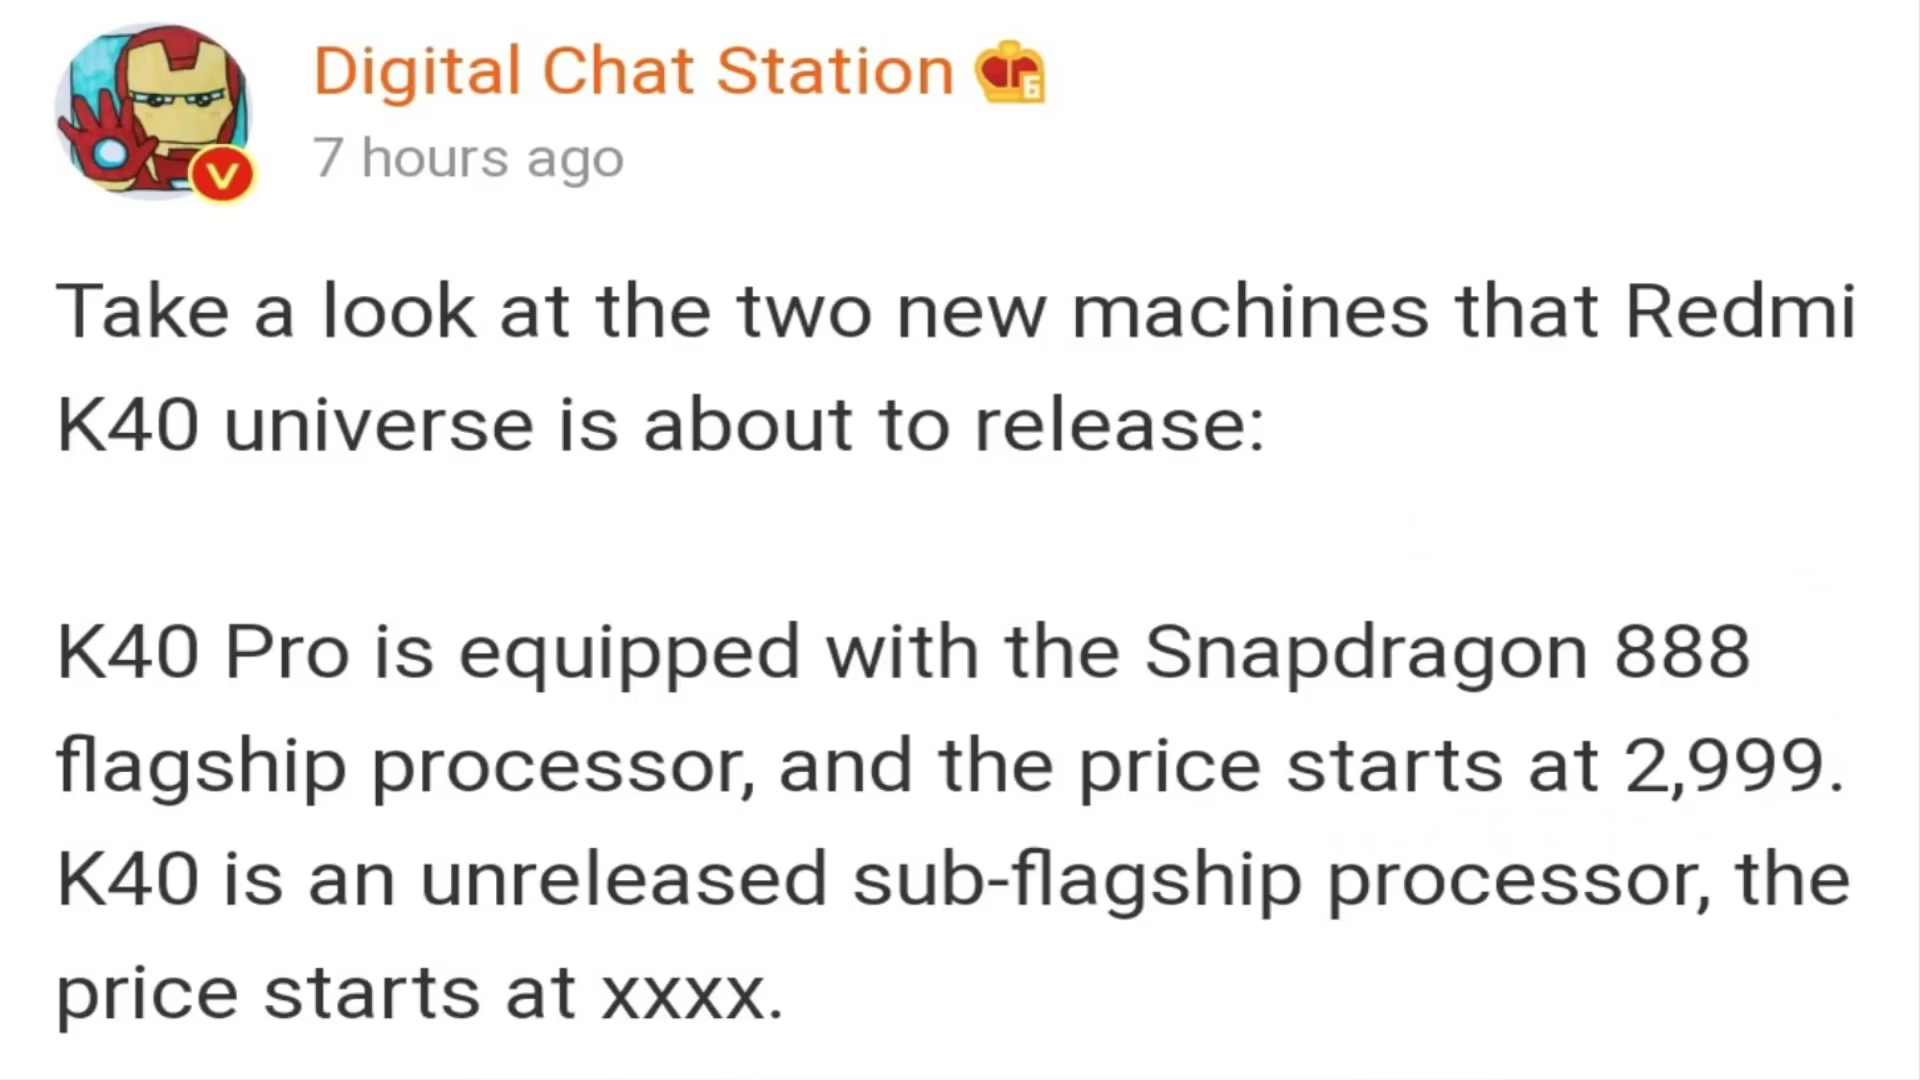 Digital Chat Station
7 hours ago
Take a look at the two new machines that Redmi
K40 universe is about to release:
K40 Pro is equipped with the Snapdragon 888
flagship processor, and the price starts at 2,999.
K40 is an unreleased sub-flagship processor, the
price starts at xxxx.